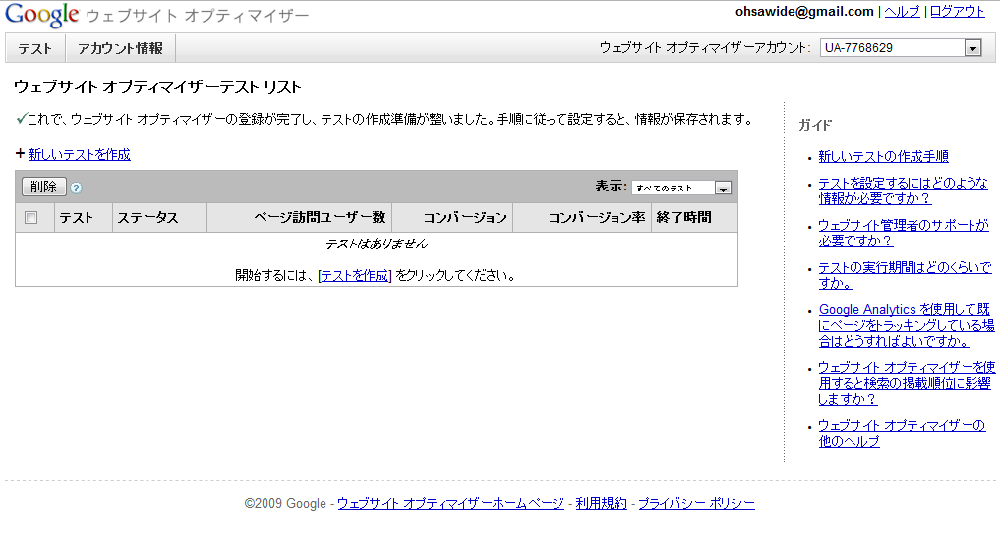 Google ウェブサイト オプティマイザー
ohsawide@gmail.com | ヘルプ | ログアウト
テスト アカウント情報
ウェブサイト オプティマイザーアカウント: UA-7768629
ウェブサイト オプティマイザーテスト リスト
✓これで、ウェブサイト オプティマイザーの登録が完了し、テストの作成準備が整いました。手順に従って設定すると、情報が保存されます。
+ 新しいテストを作成
削除 ? 表示: すべてのテスト
テスト ステータス ページ訪問ユーザー数 コンバージョン コンバージョン率 終了時間
テストはありません
開始するには、[テストを作成] をクリックしてください。
ガイド
• 新しいテストの作成手順
• テストを設定するにはどのような
情報が必要ですか?
• ウェブサイト管理者のサポートが
必要ですか?
• テストの実行期間はどのくらいで
すか。
• Google Analytics を使用して既
にページをトラッキングしている場
合はどうすればよいですか。
• ウェブサイト オプティマイザーを使
用すると検索の掲載順位に影響
しますか?
• ウェブサイト オプティマイザーの
他のヘルプ
©2009 Google - ウェブサイト オプティマイザーホームページ - 利用規約 - プライバシー ポリシー